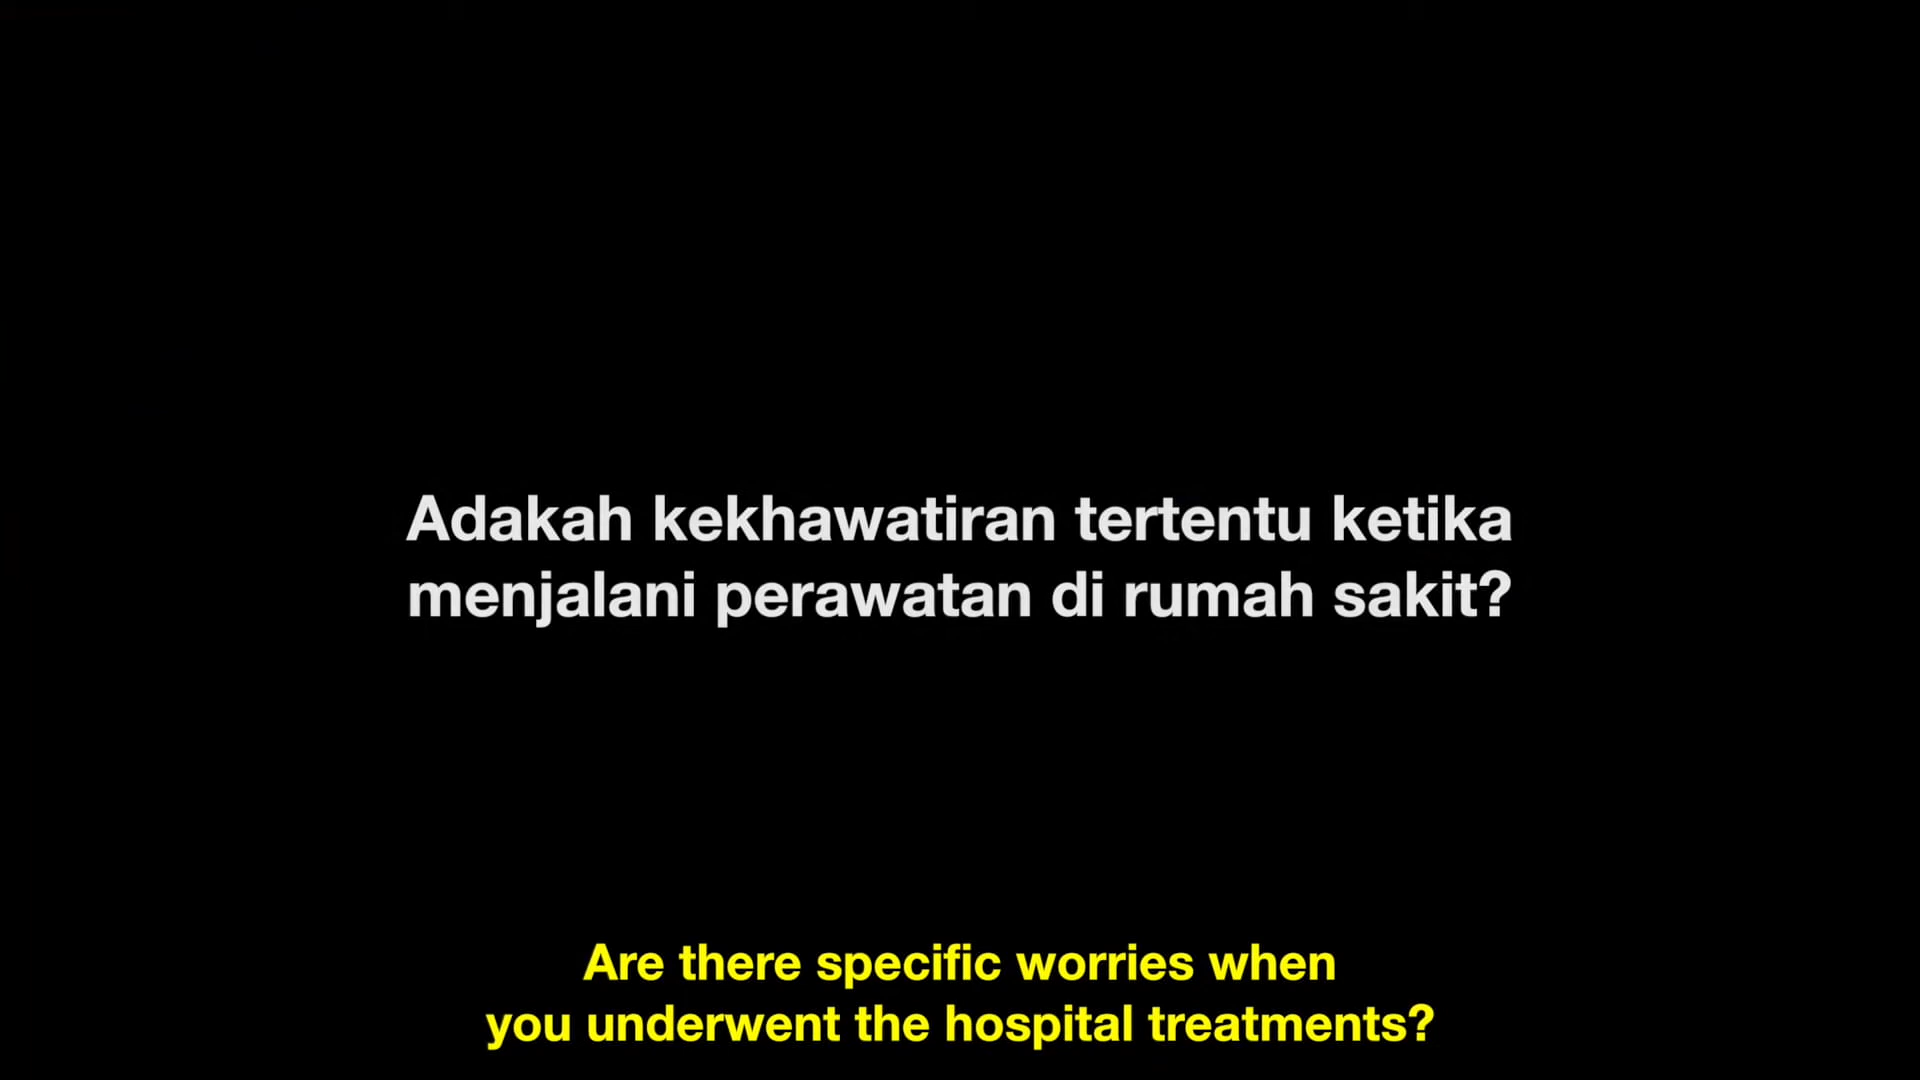 Adakah kekhawatiran tertentu ketika
menjalani perawatan di rumah sakit?
Are there specific worries when
you underwent the hospital treatments?